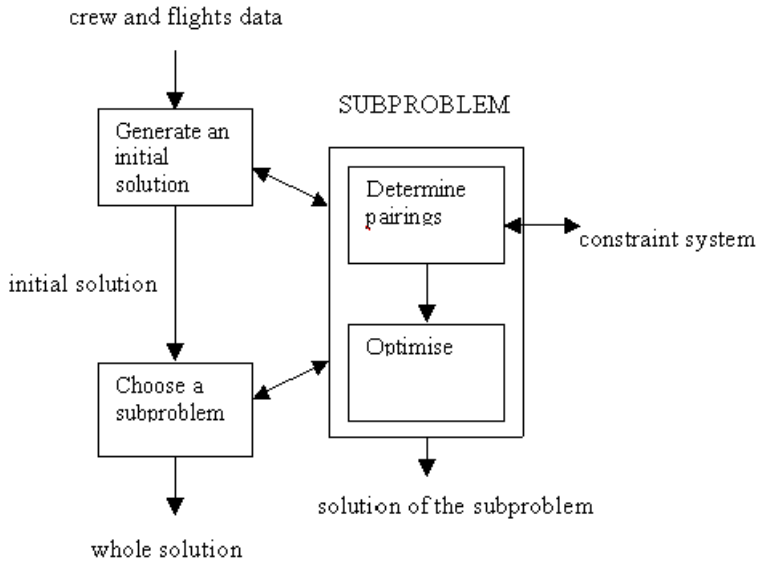 crew and flights data
SUBPROBLEM
Generate an
initial
solution
Determine
pairings
constraint system
initial solution
Optimise
Choose a
subproblem
solution of the subproblem
whole solution